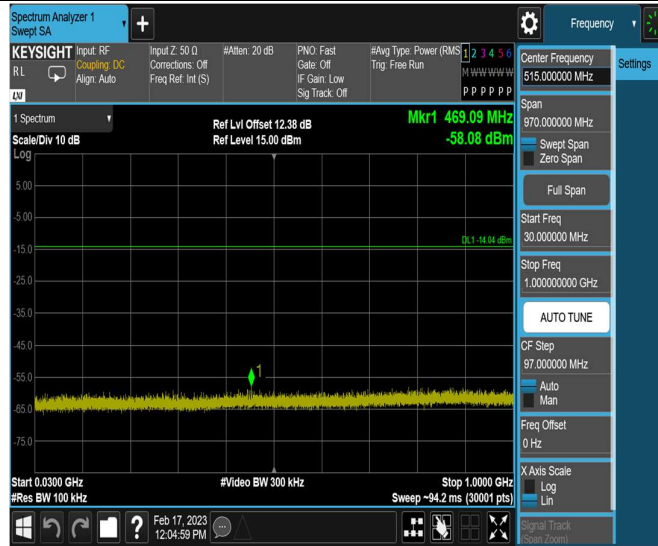 Spectrum Analyzer 1
Swept SA
Frequency
KEYSIGHT
RL
LXI
Input: RF
Coupling: DC
Align: Auto
Input Z: 50 Ω
Corrections: Off
Freq Ref: Int (S)
#Atten: 20 dB
PNO: Fast
Gate: Off
IF Gain: Low
Sig Track: Off
#Avg Type: Power (RMS
Trig: Free Run
1 2 3 4 5 6
M W W W W W
P P P P P P
Center Frequency
515.000000 MHz
Settings
Span
970.000000 MHz
Swept Span
Zero Span
Full Span
Start Freq
30.000000 MHz
Stop Freq
1.000000000 GHz
AUTO TUNE
CF Step
97.000000 MHz
Auto
Man
Freq Offset
0 Hz
X Axis Scale
Log
Lin
Signal Track
(Span Zoom)
1 Spectrum
Scale/Div 10 dB
Log
Ref Lvl Offset 12.38 dB
Ref Level 15.00 dBm
Mkr1 469.09 MHz
-58.08 dBm
5.00
-5.00
DL1 -14.04 dBm
-15.0
-25.0
-35.0
-45.0
1
-55.0
-65.0
-75.0
Start 0.0300 GHz
#Video BW 300 kHz
Stop 1.0000 GHz
#Res BW 100 kHz
Sweep ~94.2 ms (30001 pts)
?
Feb 17, 2023
12:04:59 PM